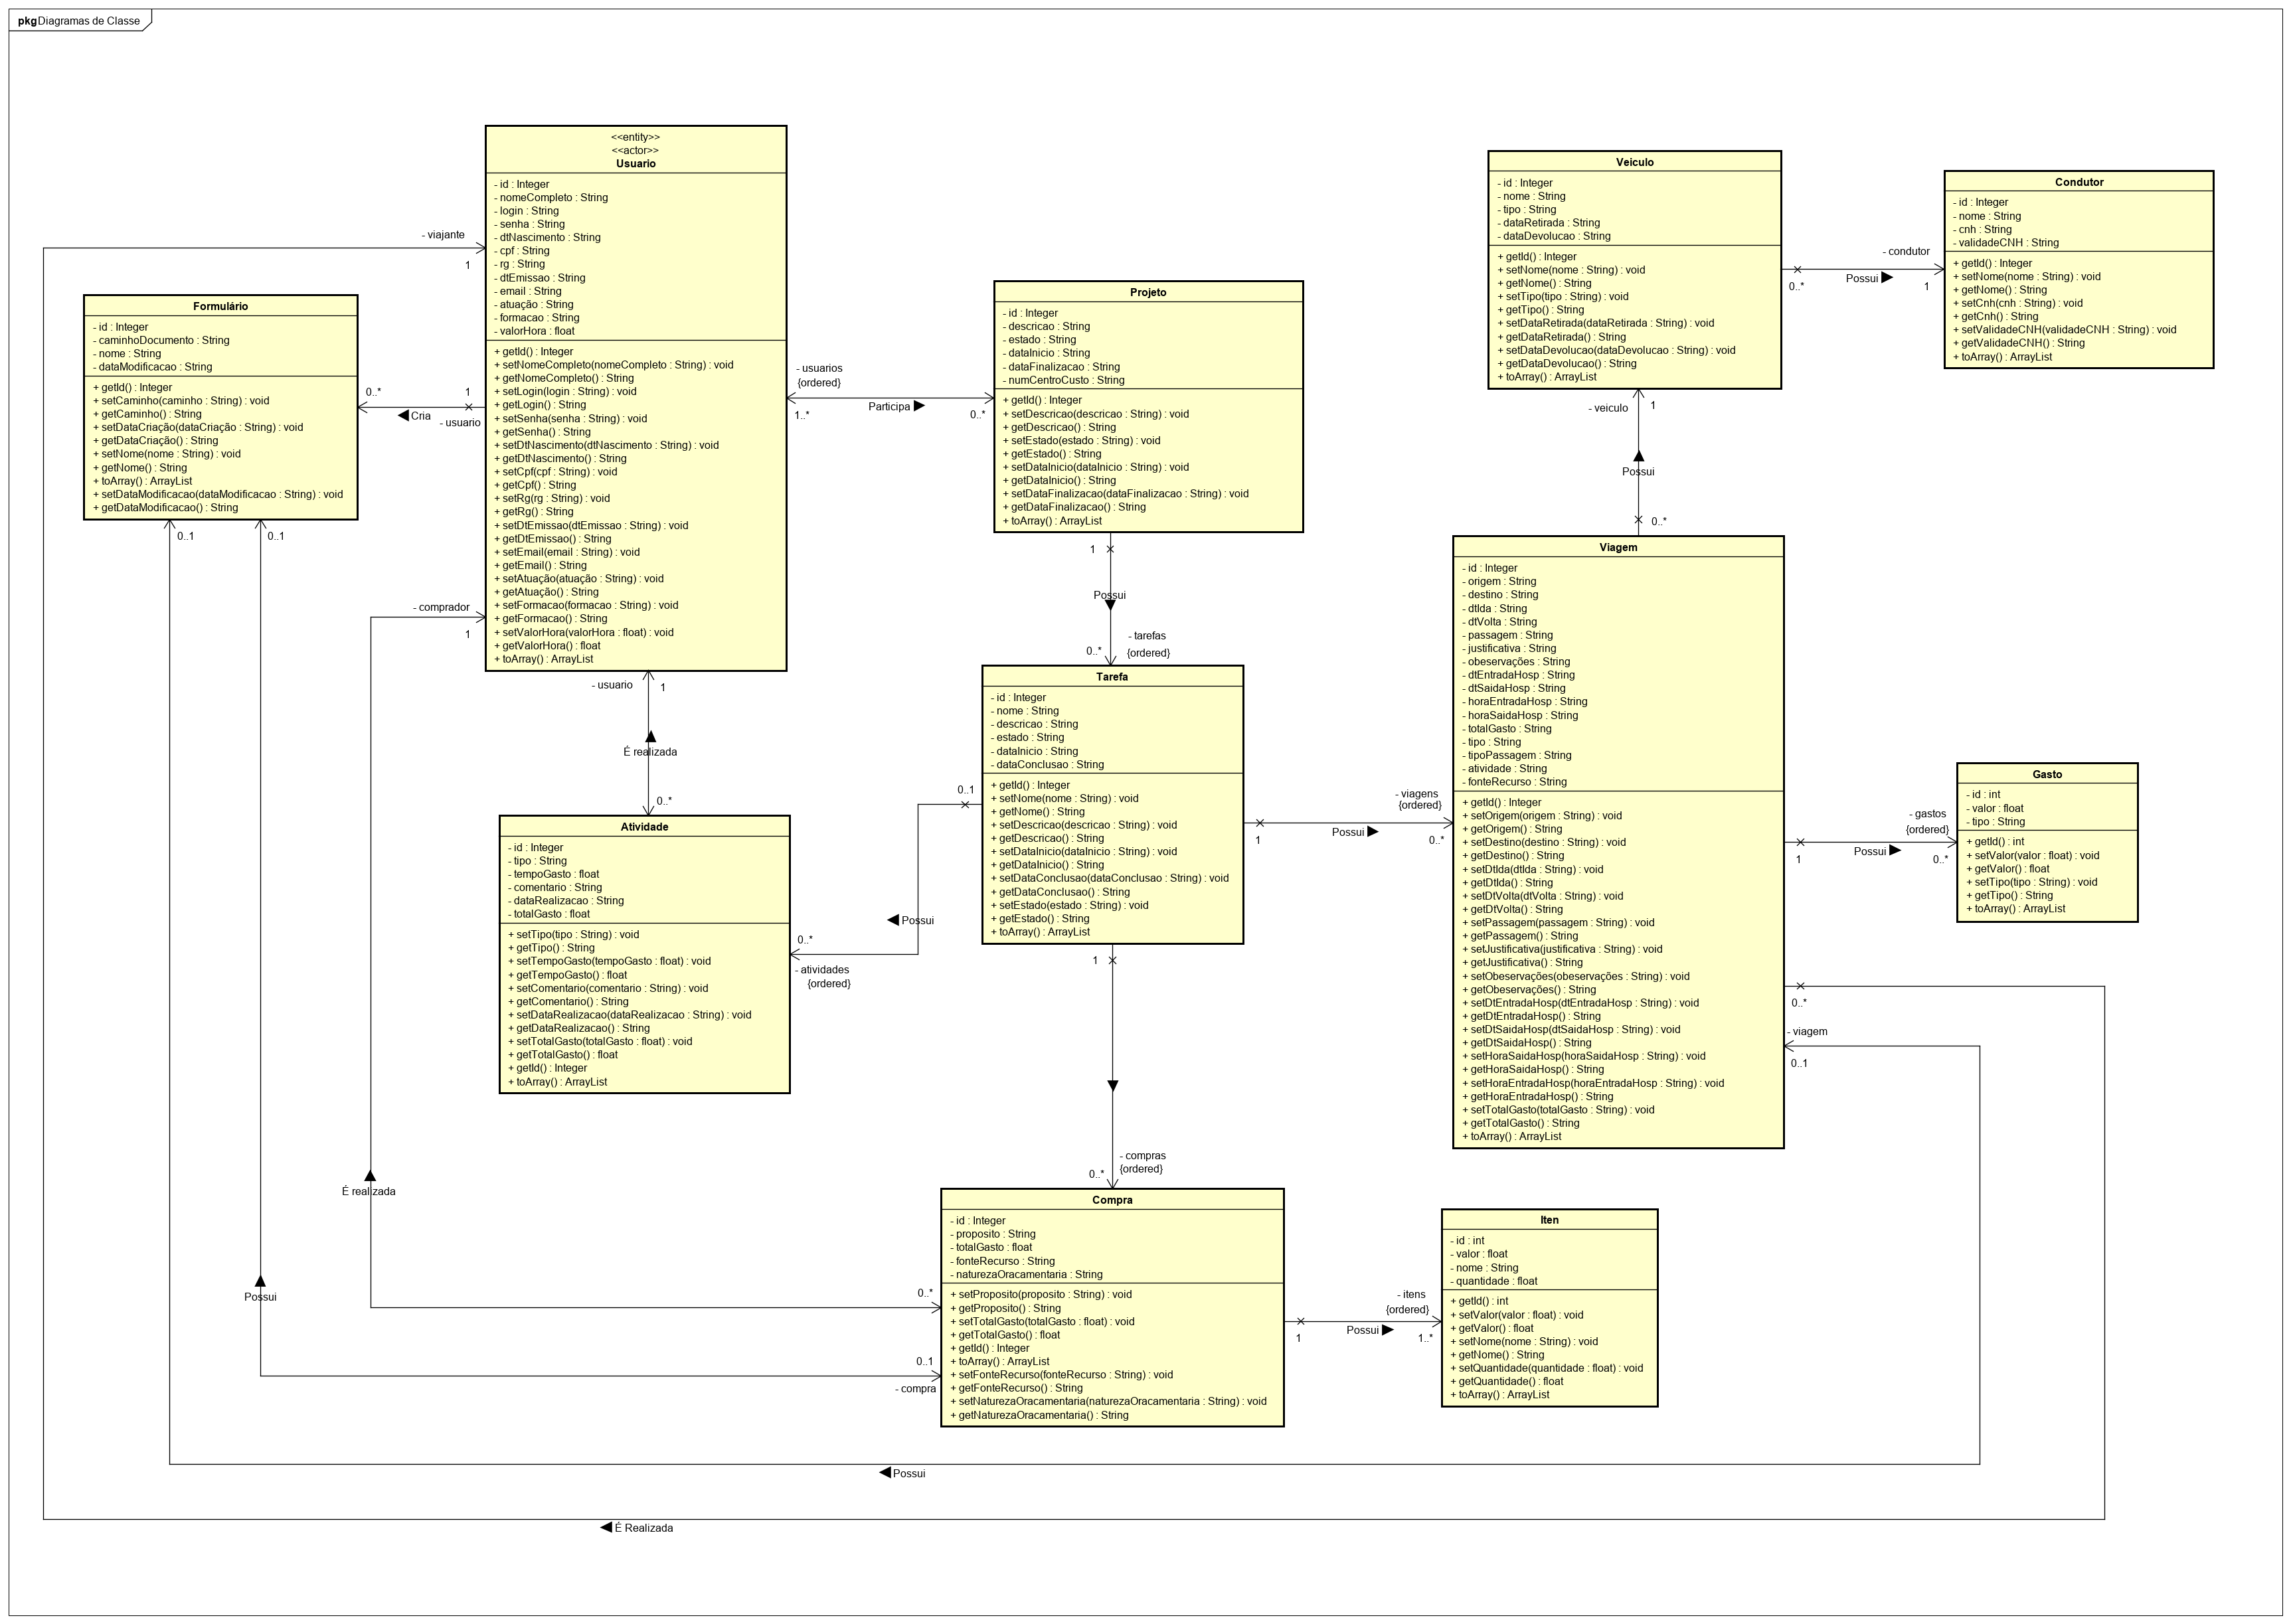 pkg Diagramas de Classe
<<entity>>
<<actor>>
Usuario
- id : Integer
- nomeCompleto : String
- login : String
- senha : String
- dtNascimento : String
- cpf : String
- rg : String
- dtEmissao : String
- email : String
- atuação : String
- formacao : String
- valorHora : float
+ getId() : Integer
+ setNomeCompleto(nomeCompleto : String) : void
+ getNomeCompleto() : String
+ setLogin(login : String) : void
+ getLogin() : String
+ setSenha(senha : String) : void
+ getSenha() : String
+ setDtNascimento(dtNascimento : String) : void
+ getDtNascimento() : String
+ setCpf(cpf : String) : void
+ getCpf() : String
+ setRg(rg : String) : void
+ getRg() : String
+ setDtEmissao(dtEmissao : String) : void
+ getDtEmissao() : String
+ setEmail(email : String) : void
+ getEmail() : String
+ setAtuação(atuação : String) : void
+ getAtuação() : String
+ setFormacao(formacao : String) : void
+ getFormacao() : String
+ setValorHora(valorHora : float) : void
+ getValorHora() : float
+ toArray() : ArrayList
- viajante
1
Formulário
- id : Integer
- caminhoDocumento : String
- nome : String
- dataModificacao : String
+ getId() : Integer
+ setCaminho(caminho : String) : void
+ getCaminho() : String
+ setDataCriação(dataCriação : String) : void
+ getDataCriação() : String
+ setNome(nome : String) : void
+ getNome() : String
+ toArray() : ArrayList
+ setDataModificacao(dataModificacao : String) : void
+ getDataModificacao() : String
0..*
1
Cria
- usuario
0..1
0..1
- comprador
1
- usuarios
{ordered}
1..*
Participa
0..*
Projeto
- id : Integer
- descricao : String
- estado : String
- dataInicio : String
- dataFinalizacao : String
- numCentroCusto : String
+ getId() : Integer
+ setDescricao(descricao : String) : void
+ getDescricao() : String
+ setEstado(estado : String) : void
+ getEstado() : String
+ setDataInicio(dataInicio : String) : void
+ getDataInicio() : String
+ setDataFinalizacao(dataFinalizacao : String) : void
+ getDataFinalizacao() : String
+ toArray() : ArrayList
1
Possui
- tarefas
0..*
{ordered}
Veiculo
- id : Integer
- nome : String
- tipo : String
- dataRetirada : String
- dataDevolucao : String
+ getId() : Integer
+ setNome(nome : String) : void
+ getNome() : String
+ setTipo(tipo : String) : void
+ getTipo() : String
+ setDataRetirada(dataRetirada : String) : void
+ getDataRetirada() : String
+ setDataDevolucao(dataDevolucao : String) : void
+ getDataDevolucao() : String
+ toArray() : ArrayList
- condutor
0..*
Possui
1
Condutor
- id : Integer
- nome : String
- cnh : String
- validadeCNH : String
+ getId() : Integer
+ setNome(nome : String) : void
+ getNome() : String
+ setCnh(cnh : String) : void
+ getCnh() : String
+ setValidadeCNH(validadeCNH : String) : void
+ getValidadeCNH() : String
+ toArray() : ArrayList
- veiculo
1
Possui
0..*
- usuario
1
É realizada
0..*
Atividade
- id : Integer
- tipo : String
- tempoGasto : float
- comentario : String
- dataRealizacao : String
- totalGasto : float
+ setTipo(tipo : String) : void
+ getTipo() : String
+ setTempoGasto(tempoGasto : float) : void
+ getTempoGasto() : float
+ setComentario(comentario : String) : void
+ getComentario() : String
+ setDataRealizacao(dataRealizacao : String) : void
+ getDataRealizacao() : String
+ setTotalGasto(totalGasto : float) : void
+ getTotalGasto() : float
+ getId() : Integer
+ toArray() : ArrayList
0..1
Possui
0..*
- atividades
{ordered}
Tarefa
- id : Integer
- nome : String
- descricao : String
- estado : String
- dataInicio : String
- dataConclusao : String
+ getId() : Integer
+ setNome(nome : String) : void
+ getNome() : String
+ setDescricao(descricao : String) : void
+ getDescricao() : String
+ setDataInicio(dataInicio : String) : void
+ getDataInicio() : String
+ setDataConclusao(dataConclusao : String) : void
+ getDataConclusao() : String
+ setEstado(estado : String) : void
+ getEstado() : String
+ toArray() : ArrayList
1
- viagens
{ordered}
Possui
1
0..*
Viagem
- id : Integer
- origem : String
- destino : String
- dtIda : String
- dtVolta : String
- passagem : String
- justificativa : String
- obeservações : String
- dtEntradaHosp : String
- dtSaidaHosp : String
- horaEntradaHosp : String
- horaSaidaHosp : String
- totalGasto : String
- tipo : String
- tipoPassagem : String
- atividade : String
- fonteRecurso : String
+ getId() : Integer
+ setOrigem(origem : String) : void
+ getOrigem() : String
+ setDestino(destino : String) : void
+ getDestino() : String
+ setDtIda(dtIda : String) : void
+ getDtIda() : String
+ setDtVolta(dtVolta : String) : void
+ getDtVolta() : String
+ setPassagem(passagem : String) : void
+ getPassagem() : String
+ setJustificativa(justificativa : String) : void
+ getJustificativa() : String
+ setObeservações(obeservações : String) : void
+ getObeservações() : String
+ setDtEntradaHosp(dtEntradaHosp : String) : void
+ getDtEntradaHosp() : String
+ setDtSaidaHosp(dtSaidaHosp : String) : void
+ getDtSaidaHosp() : String
+ setHoraSaidaHosp(horaSaidaHosp : String) : void
+ getHoraSaidaHosp() : String
+ setHoraEntradaHosp(horaEntradaHosp : String) : void
+ getHoraEntradaHosp() : String
+ setTotalGasto(totalGasto : String) : void
+ getTotalGasto() : String
+ toArray() : ArrayList
- gastos
{ordered}
1
Possui
0..*
Gasto
- id : int
- valor : float
- tipo : String
+ getId() : int
+ setValor(valor : float) : void
+ getValor() : float
+ setTipo(tipo : String) : void
+ getTipo() : String
+ toArray() : ArrayList
0..*
- viagem
0..1
- compras
{ordered}
0..*
Compra
- id : Integer
- proposito : String
- totalGasto : float
- fonteRecurso : String
- naturezaOracamentaria : String
+ setProposito(proposito : String) : void
+ getProposito() : String
+ setTotalGasto(totalGasto : float) : void
+ getTotalGasto() : float
+ getId() : Integer
+ toArray() : ArrayList
+ setFonteRecurso(fonteRecurso : String) : void
+ getFonteRecurso() : String
+ setNaturezaOracamentaria(naturezaOracamentaria : String) : void
+ getNaturezaOracamentaria() : String
É realizada
0..*
Possui
0..1
- compra
- itens
{ordered}
1
Possui
1..*
Iten
- id : int
- valor : float
- nome : String
- quantidade : float
+ getId() : int
+ setValor(valor : float) : void
+ getValor() : float
+ setNome(nome : String) : void
+ getNome() : String
+ setQuantidade(quantidade : float) : void
+ getQuantidade() : float
+ toArray() : ArrayList
Possui
É Realizada